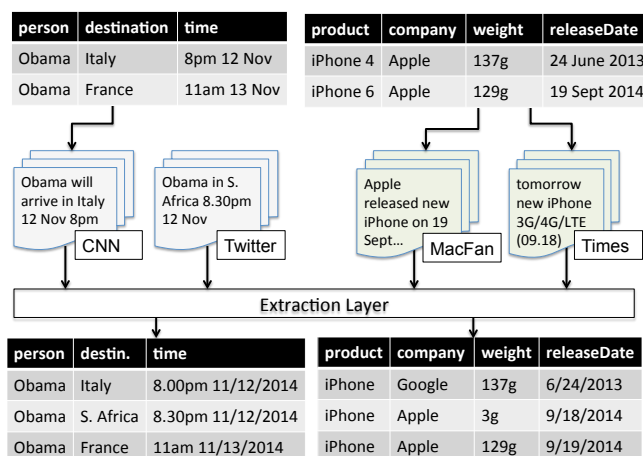 person destination time
Obama Italy 8pm 12 Nov
Obama France 11am 13 Nov
product company weight releaseDate
iPhone 4 Apple 137g 24 June 2013
iPhone 6 Apple 129g 19 Sept 2014
Obama will
arrive in Italy
12 Nov 8pm
CNN
Obama in S.
Africa 8.30pm
12 Nov
Twitter
Apple
released new
iPhone on 19
Sept...
MacFan
tomorrow
new iPhone
3G/4G/LTE
(09.18)
Times
Extraction Layer
person destin. time
Obama Italy 8.00pm 11/12/2014
Obama S. Africa 8.30pm 11/12/2014
Obama France 11am 11/13/2014
product company weight releaseDate
iPhone Google 137g 6/24/2013
iPhone Apple 3g 9/18/2014
iPhone Apple 129g 9/19/2014